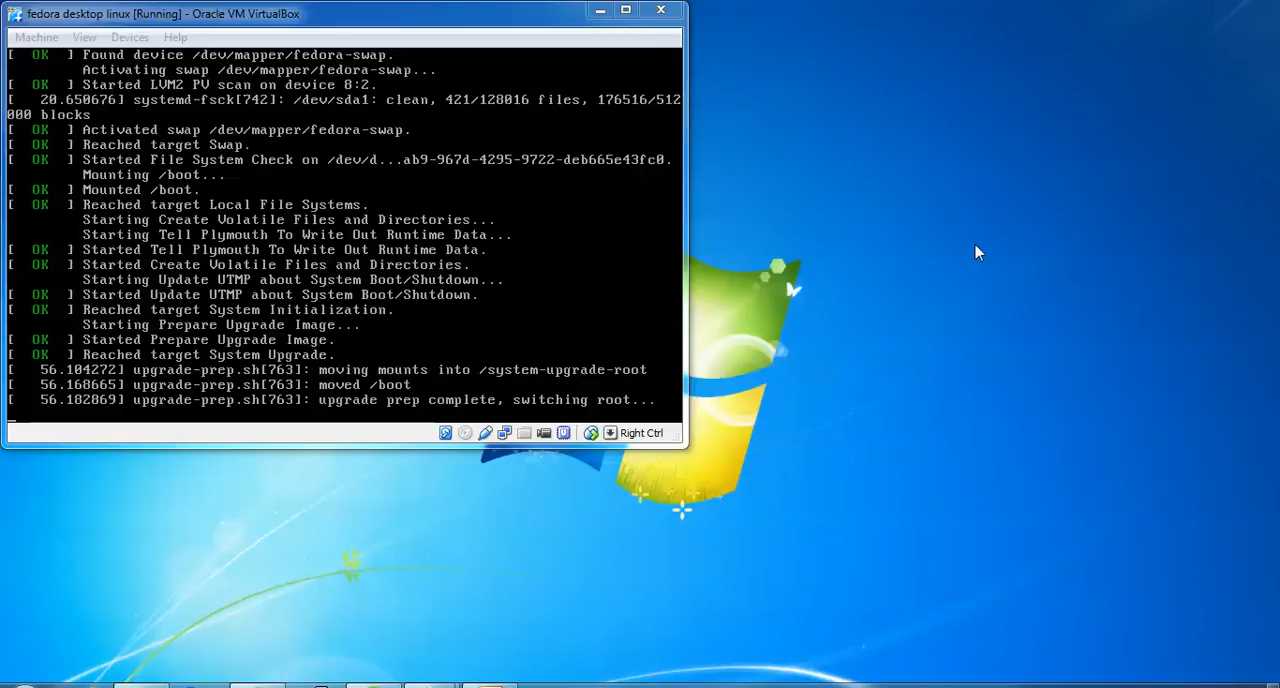 fedora desktop linux [Running] - Oracle VM VirtualBox
Machine View Devices Help
[ OK ] Found device /dev/mapper/fedora-swap.
Activating swap /dev/mapper/fedora-swap...
[ OK ] Started LVM2 PV scan on device 8:2.
[ 20.650676] systemd-fsck[742]: /dev/sda1: clean, 421/128016 files, 176516/512
000 blocks
[ OK ] Activated swap /dev/mapper/fedora-swap.
[ OK ] Reached target Swap.
[ OK ] Started File System Check on /dev/d...ab9-967d-4295-9722-deb665e43fc0.
Mounting /boot...
[ OK ] Mounted /boot.
[ OK ] Reached target Local File Systems.
Starting Create Volatile Files and Directories...
Starting Tell Plymouth To Write Out Runtime Data...
[ OK ] Started Tell Plymouth To Write Out Runtime Data.
[ OK ] Started Create Volatile Files and Directories.
Starting Update UTMP about System Boot/Shutdown...
[ OK ] Started Update UTMP about System Boot/Shutdown.
[ OK ] Reached target System Initialization.
Starting Prepare Upgrade Image...
[ OK ] Started Prepare Upgrade Image.
[ OK ] Reached target System Upgrade.
[ 56.104272] upgrade-prep.sh[763]: moving mounts into /system-upgrade-root
[ 56.168665] upgrade-prep.sh[763]: moved /boot
[ 56.182869] upgrade-prep.sh[763]: upgrade prep complete, switching root...
Right Ctrl